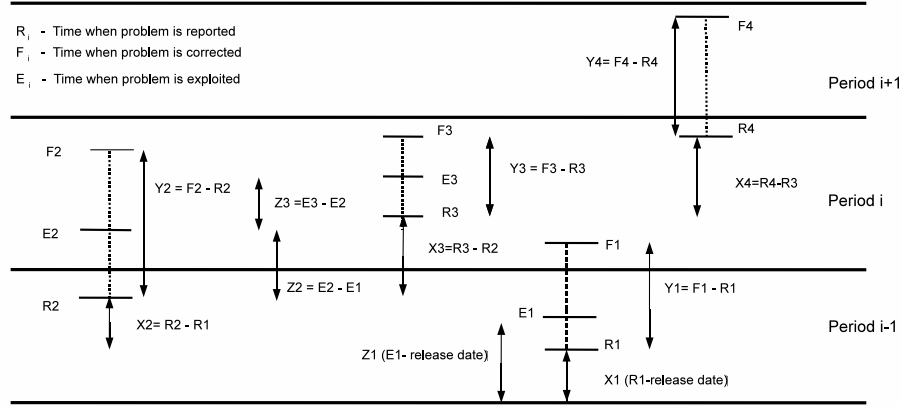 R i - Time when problem is reported
F i - Time when problem is corrected
E i - Time when problem is exploited
F4
Y4= F4 - R4
Period i+1
R4
F3
F2
Y2 = F2 - R2
E3
Y3 = F3 - R3
Z3 =E3 - E2
X4=R4-R3
R3
Period i
E2
X3=R3 - R2
F1
Z2 = E2 - E1
Y1= F1 - R1
R2
E1
X2= R2 - R1
Period i-1
R1
Z1 (E1- release date)
X1 (R1-release date)